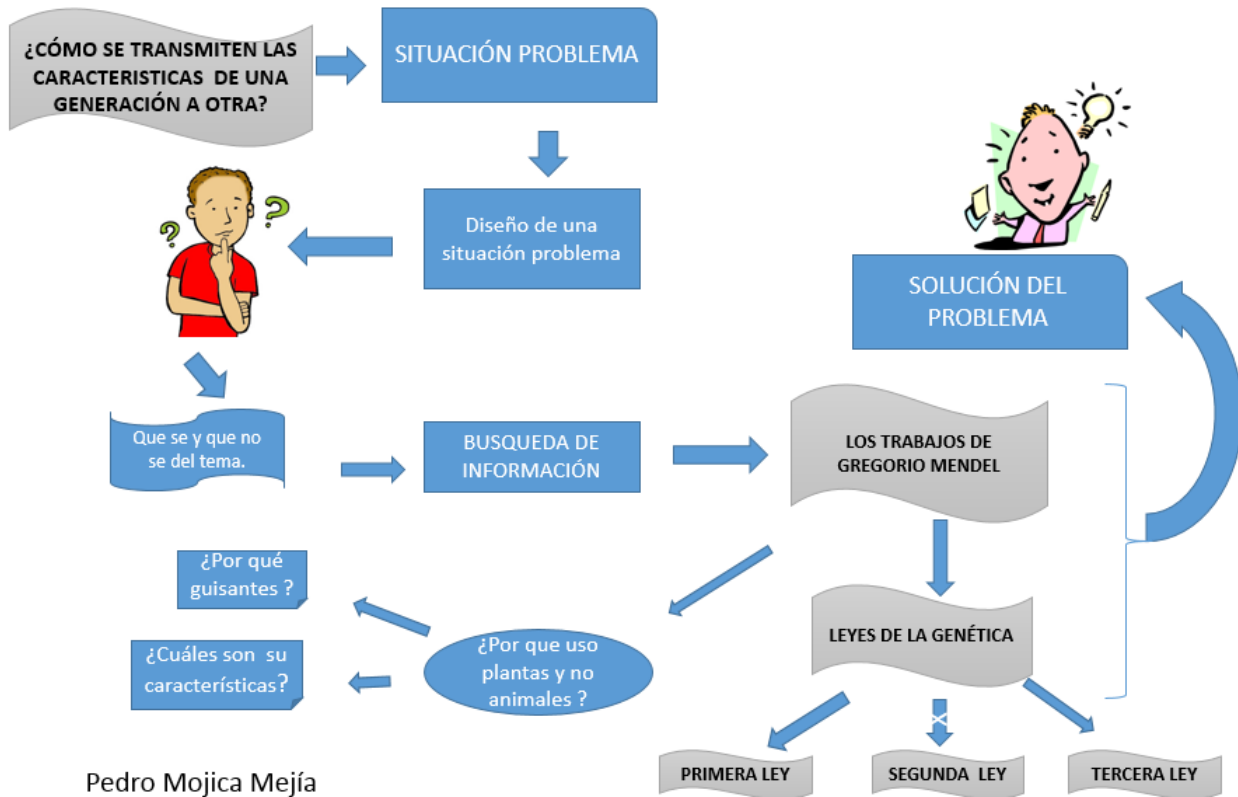 ¿CÓMO SE TRANSMITEN LAS
CARACTERISTICAS DE UNA
GENERACIÓN A OTRA?
SITUACIÓN PROBLEMA
Diseño de una
situación problema
SOLUCIÓN DEL
PROBLEMA
Que se y que no
se del tema.
BUSQUEDA DE
INFORMACIÓN
LOS TRABAJOS DE
GREGORIO MENDEL
¿Por qué
guisantes ?
¿Cuáles son su
características?
¿Por que uso
plantas y no
animales ?
LEYES DE LA GENÉTICA
PRIMERA LEY
SEGUNDA LEY
TERCERA LEY
Pedro Mojica Mejía